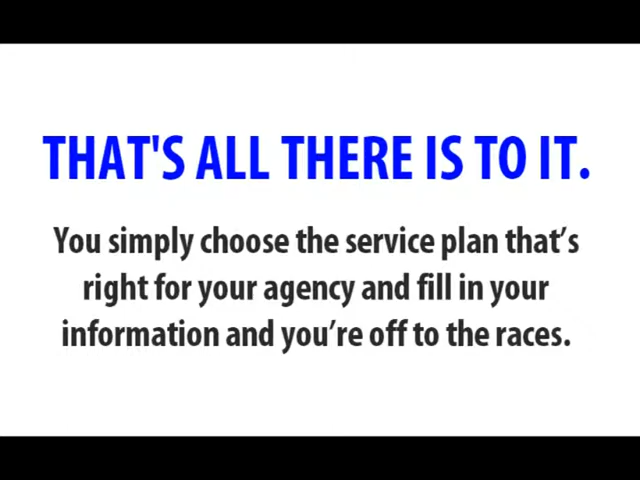 THAT'S ALL THERE IS TO IT.
You simply choose the service plan that’s
right for your agency and fill in your
information and you’re off to the races.